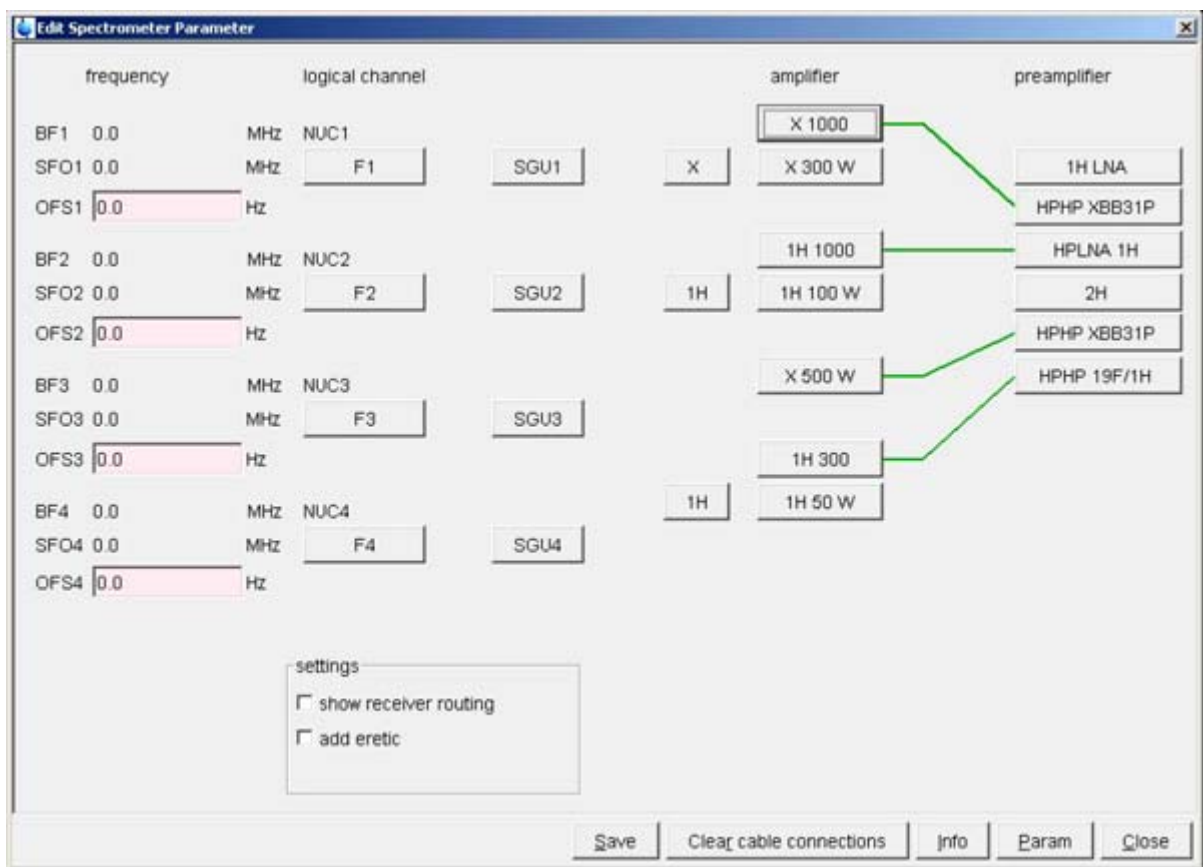 Edit Spectrometer Parameter
frequency logical channel amplifier preamplifier
X 1000
BF1 0.0 MHz NUC1
SFO1 0.0 MHz F1 SGU1 X X 300 W 1H LNA
OFS1 0.0 Hz HPHP XBB31P
BF2 0.0 MHz NUC2 1H 1000 HPLNA 1H
SFO2 0.0 MHz F2 SGU2 1H 1H 100 W 2H
OFS2 0.0 Hz HPHP XBB31P
BF3 0.0 MHz NUC3 X 500 W HPHP 19F/1H
SFO3 0.0 MHz F3 SGU3
OFS3 0.0 Hz 1H 300
BF4 0.0 MHz NUC4 1H 1H 50 W
SFO4 0.0 MHz F4 SGU4
OFS4 0.0 Hz
settings
show receiver routing
add eretic
Save Clear cable connections Info Param Close